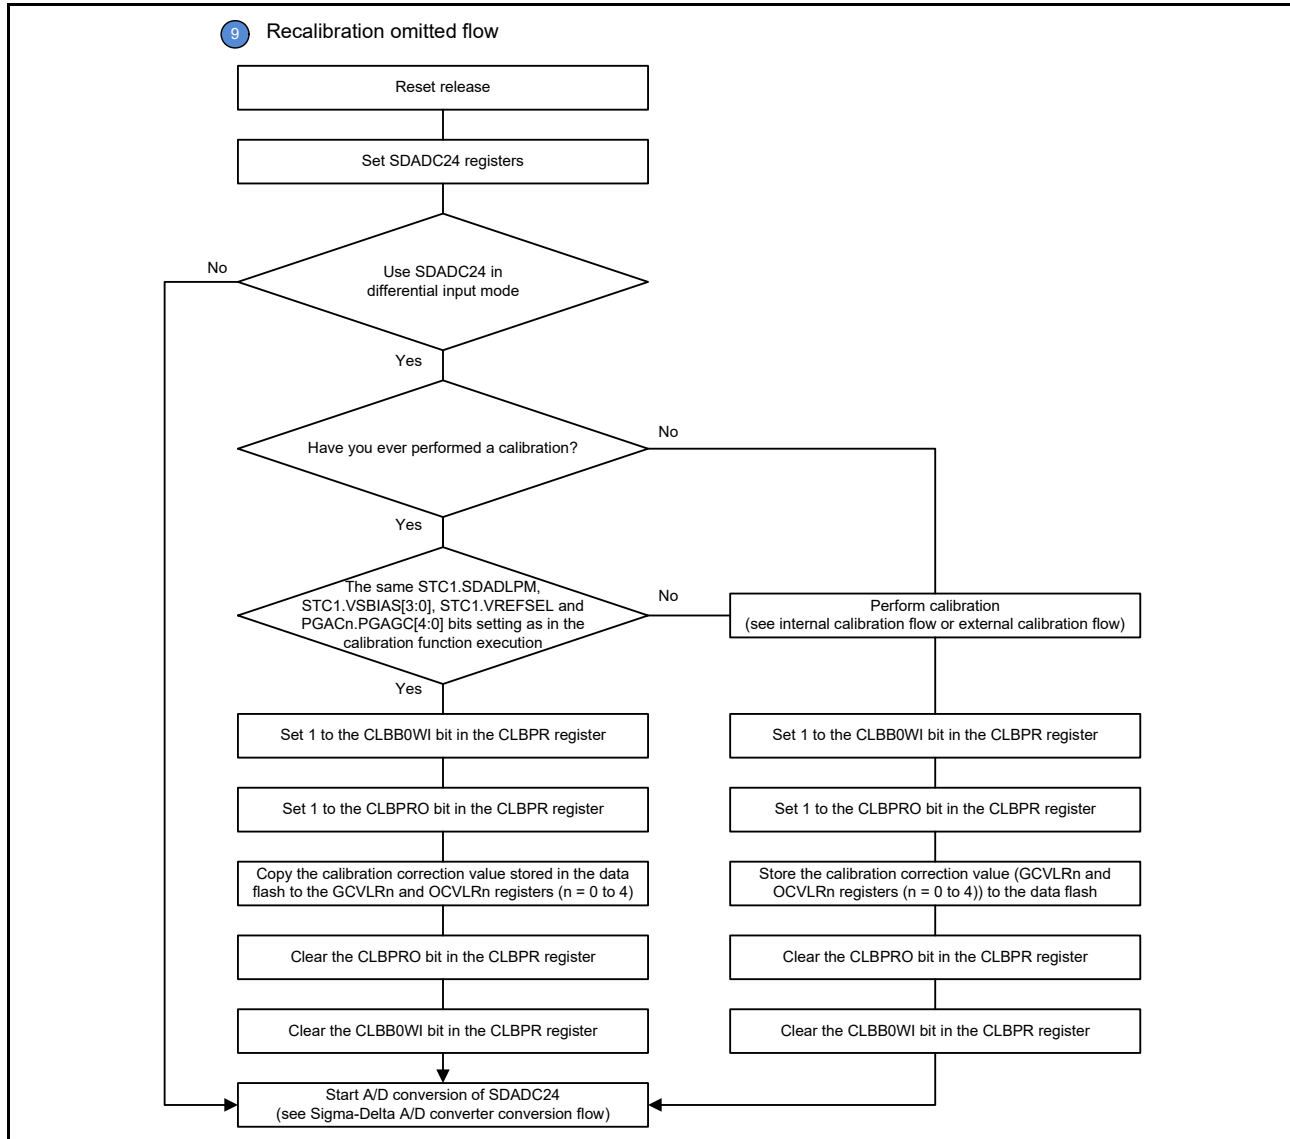 9 Recalibration omitted flow
Reset release
Set SDADC24 registers
Use SDADC24 in
differential input mode
No
Yes
Have you ever performed a calibration?
No
Yes
The same STC1.SDADLPM,
STC1.VSBIAS[3:0], STC1.VREFSEL and
PGACn.PGAGC[4:0] bits setting as in the
calibration function execution
No
Perform calibration
(see internal calibration flow or external calibration flow)
Yes
Set 1 to the CLBB0WI bit in the CLBPR register
Set 1 to the CLBPRO bit in the CLBPR register
Copy the calibration correction value stored in the data
flash to the GCVLRn and OCVLRn registers (n = 0 to 4)
Clear the CLBPRO bit in the CLBPR register
Clear the CLBB0WI bit in the CLBPR register
Set 1 to the CLBB0WI bit in the CLBPR register
Set 1 to the CLBPRO bit in the CLBPR register
Store the calibration correction value (GCVLRn and
OCVLRn registers (n = 0 to 4)) to the data flash
Clear the CLBPRO bit in the CLBPR register
Clear the CLBB0WI bit in the CLBPR register
Start A/D conversion of SDADC24
(see Sigma-Delta A/D converter conversion flow)